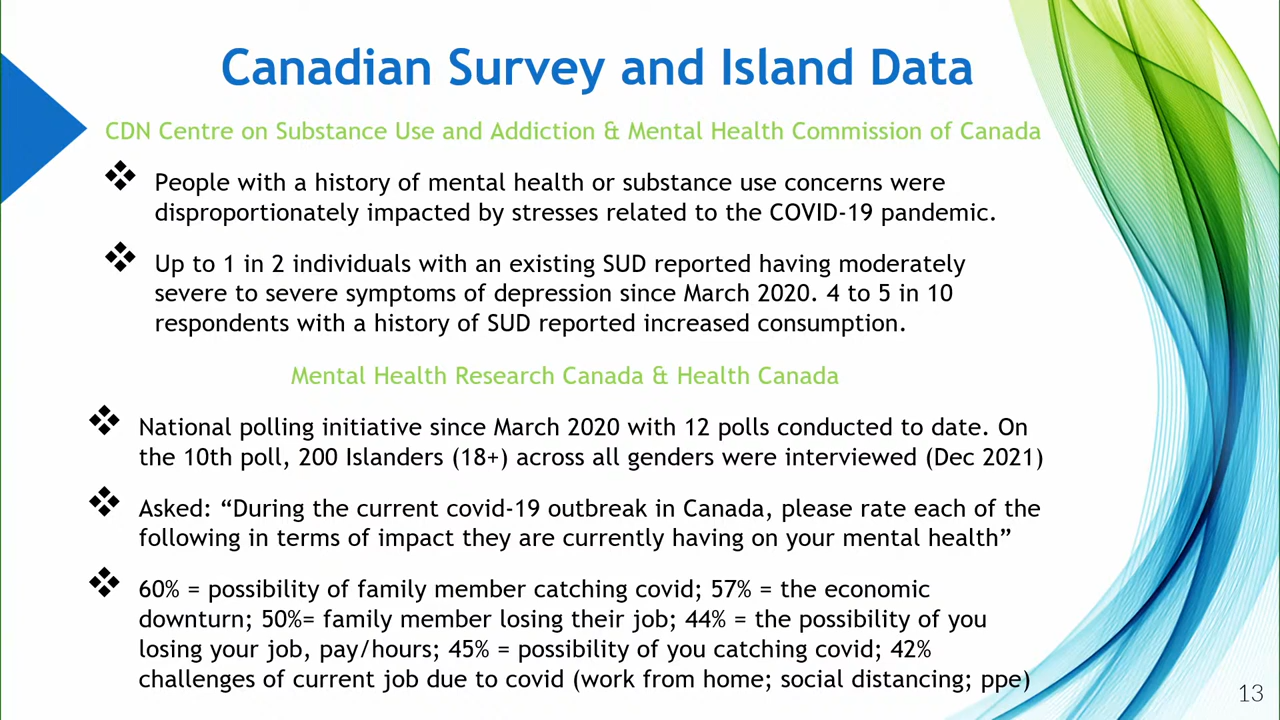 Canadian Survey and Island Data
CDN Centre on Substance Use and Addiction & Mental Health Commission of Canada
People with a history of mental health or substance use concerns were
disproportionately impacted by stresses related to the COVID-19 pandemic.
Up to 1 in 2 individuals with an existing SUD reported having moderately
severe to severe symptoms of depression since March 2020. 4 to 5 in 10
respondents with a history of SUD reported increased consumption.
Mental Health Research Canada & Health Canada
National polling initiative since March 2020 with 12 polls conducted to date. On
the 10th poll, 200 Islanders (18+) across all genders were interviewed (Dec 2021)
Asked: “During the current covid-19 outbreak in Canada, please rate each of the
following in terms of impact they are currently having on your mental health”
60% = possibility of family member catching covid; 57% = the economic
downturn; 50%= family member losing their job; 44% = the possibility of you
losing your job, pay/hours; 45% = possibility of you catching covid; 42%
challenges of current job due to covid (work from home; social distancing; ppe)
13